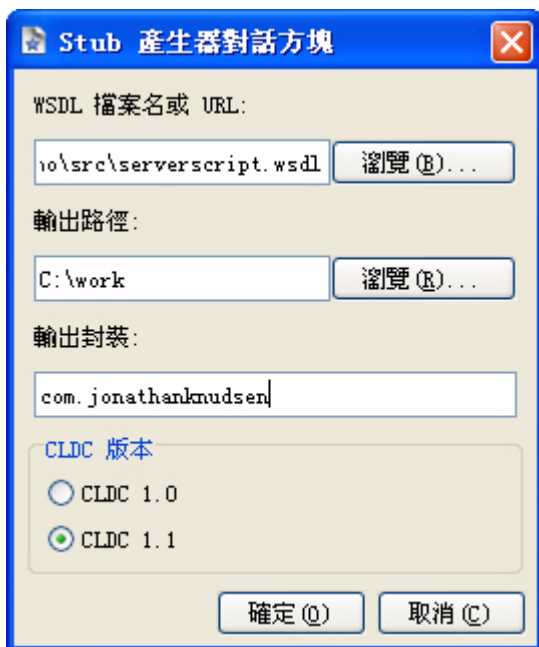 Stub 產生器對話方塊
WSDL 檔案名或 URL:
no\src\serverscript.wsdl
瀏覽(B)...
輸出路徑:
C:\work
瀏覽(R)...
輸出封裝:
com.jonathanknudsen
CLDC 版本
CLDC 1.0
CLDC 1.1
確定(O)
取消(C)